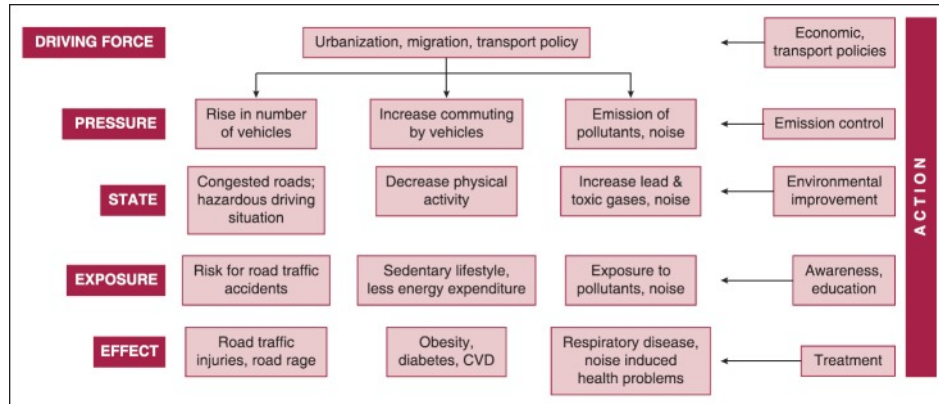 DRIVING FORCE
Urbanization, migration, transport policy
Economic,
transport policies
PRESSURE
Rise in number
of vehicles
Increase commuting
by vehicles
Emission of
pollutants, noise
Emission control
STATE
Congested roads;
hazardous driving
situation
Decrease physical
activity
Increase lead &
toxic gases, noise
Environmental
improvement
EXPOSURE
Risk for road traffic
accidents
Sedentary lifestyle,
less energy expenditure
Exposure to
pollutants, noise
Awareness,
education
EFFECT
Road traffic
injuries, road rage
Obesity,
diabetes, CVD
Respiratory disease,
noise induced
health problems
Treatment
ACTION